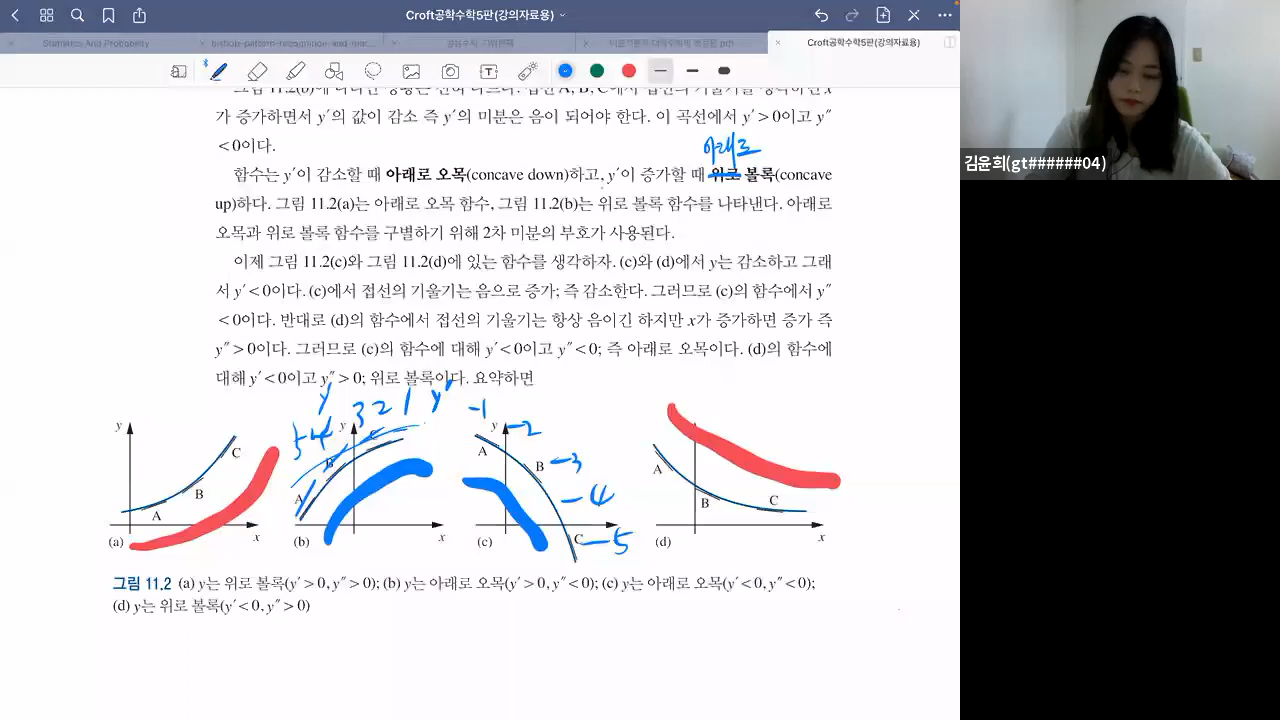 Croft공학수학5판(강의자료용)
Statistics And Probability
Croft공학수학5판(강의자료용)
가 증가하면서 y′의 값이 감소 즉 y′의 미분은 음이 되어야 한다. 이 곡선에서 y′>0이고 y″
<0이다.
아래로
함수는 y′이 감소할 때 아래로 오목(concave down)하고, y′이 증가할 때 위로 볼록(concave
up)하다. 그림 11.2(a)는 아래로 오목 함수, 그림 11.2(b)는 위로 볼록 함수를 나타낸다. 아래로
오목과 위로 볼록 함수를 구별하기 위해 2차 미분의 부호가 사용된다.
이제 그림 11.2(c)와 그림 11.2(d)에 있는 함수를 생각하자. (c)와 (d)에서 y는 감소하고 그래
서 y′<0이다. (c)에서 접선의 기울기는 음으로 증가; 즉 감소한다. 그러므로 (c)의 함수에서 y″
<0이다. 반대로 (d)의 함수에서 접선의 기울기는 항상 음이긴 하지만 x가 증가하면 증가 즉
y″>0이다. 그러므로 (c)의 함수에 대해 y′<0이고 y″<0; 즉 아래로 오목이다. (d)의 함수에
대해 y′<0이고 y″>0; 위로 볼록이다. 요약하면
y
5 4 3 2 1 y′
-1
-2
-3
-4
-5
y C B A (a) x
y B A (b) x
y A B C (c)
y A B C (d) x
그림 11.2 (a) y는 위로 볼록(y′>0, y″>0); (b) y는 아래로 오목(y′>0, y″<0); (c) y는 아래로 오목(y′<0, y″<0);
(d) y는 위로 볼록(y′<0, y″>0)
김윤희(gt######04)